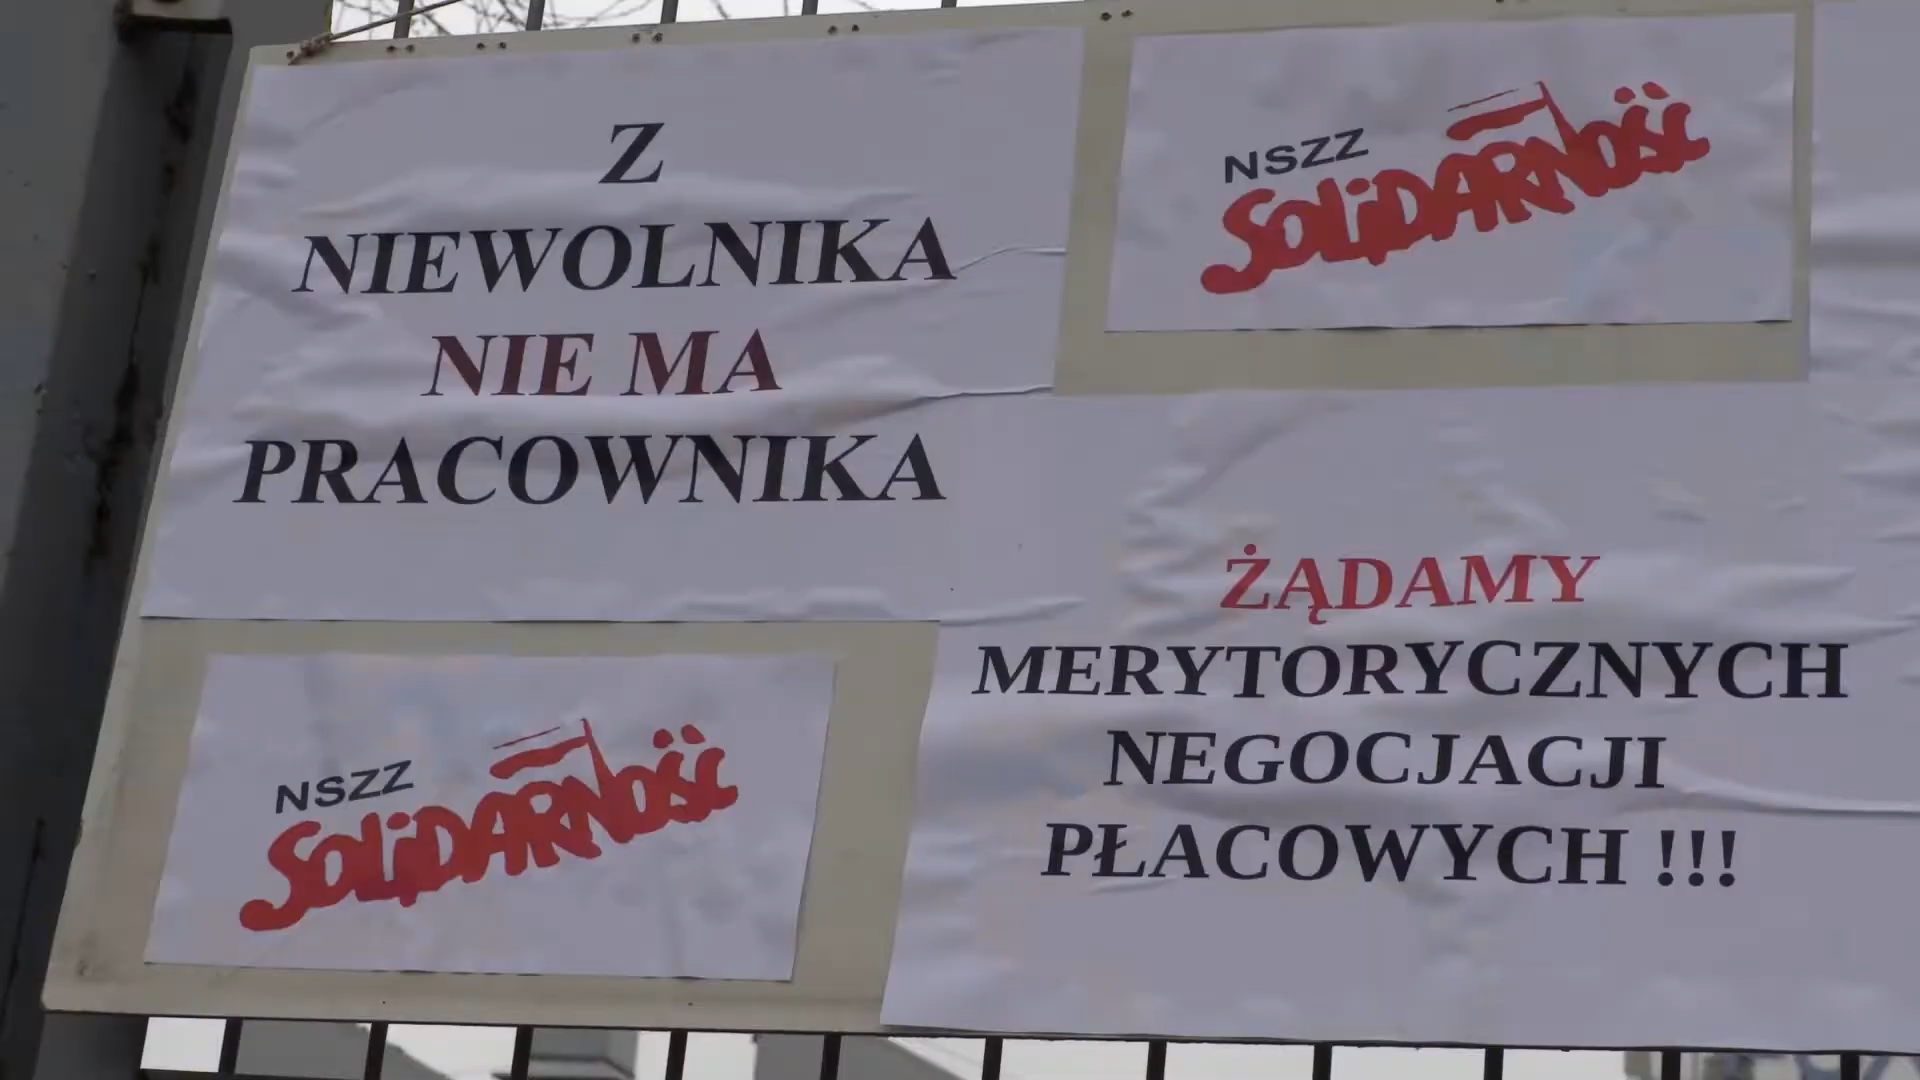 Z
NIEWOLNIKA
NIE MA
PRACOWNIKA
NSZZ
SOLiDARNOŚĆ
ŻĄDAMY
MERYTORYCZNYCH
NEGOCJACJI
PŁACOWYCH !!!
NSZZ
SOLiDARNOŚĆ